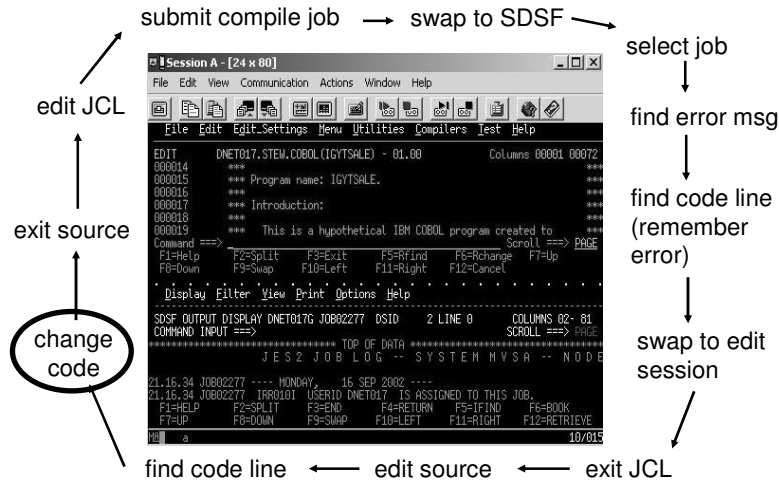 submit compile job
swap to SDSF
select job
find error msg
find code line
(remember
error)
swap to edit
session
exit JCL
edit source
find code line
change
code
exit source
edit JCL
Session A - [24 x 80]
File Edit View Communication Actions Window Help
File Edit Edit_Settings Menu Utilities Compilers Test Help
EDIT DNET017.STEW.COBOL(IGYTSALE) - 01.00 Columns 00001 00072
000014 *** ***
000015 *** Program name: IGYTSALE. ***
000016 *** ***
000017 *** Introduction: ***
000018 *** ***
000019 *** This is a hypothetical IBM COBOL program created to ***
Command ===> Scroll ===> PAGE
F1=Help F2=Split F3=Exit F5=Rfind F6=Rchange F7=Up
F8=Down F9=Swap F10=Left F11=Right F12=Cancel
Display Filter View Print Options Help
SDSF OUTPUT DISPLAY DNET017G JOB02277 DSID 2 LINE 0 COLUMNS 02- 81
COMMAND INPUT ===> SCROLL ===> PAGE
********************************* TOP OF DATA **********************************
J E S 2 J O B L O G -- S Y S T E M M V S A -- N O D E
21.16.34 JOB02277 ---- MONDAY, 16 SEP 2002 ----
21.16.34 JOB02277 IRR010I USERID DNET017 IS ASSIGNED TO THIS JOB.
F1=HELP F2=SPLIT F3=END F4=RETURN F5=IFIND F6=BOOK
F7=UP F8=DOWN F9=SWAP F10=LEFT F11=RIGHT F12=RETRIEVE
MA a 10/015